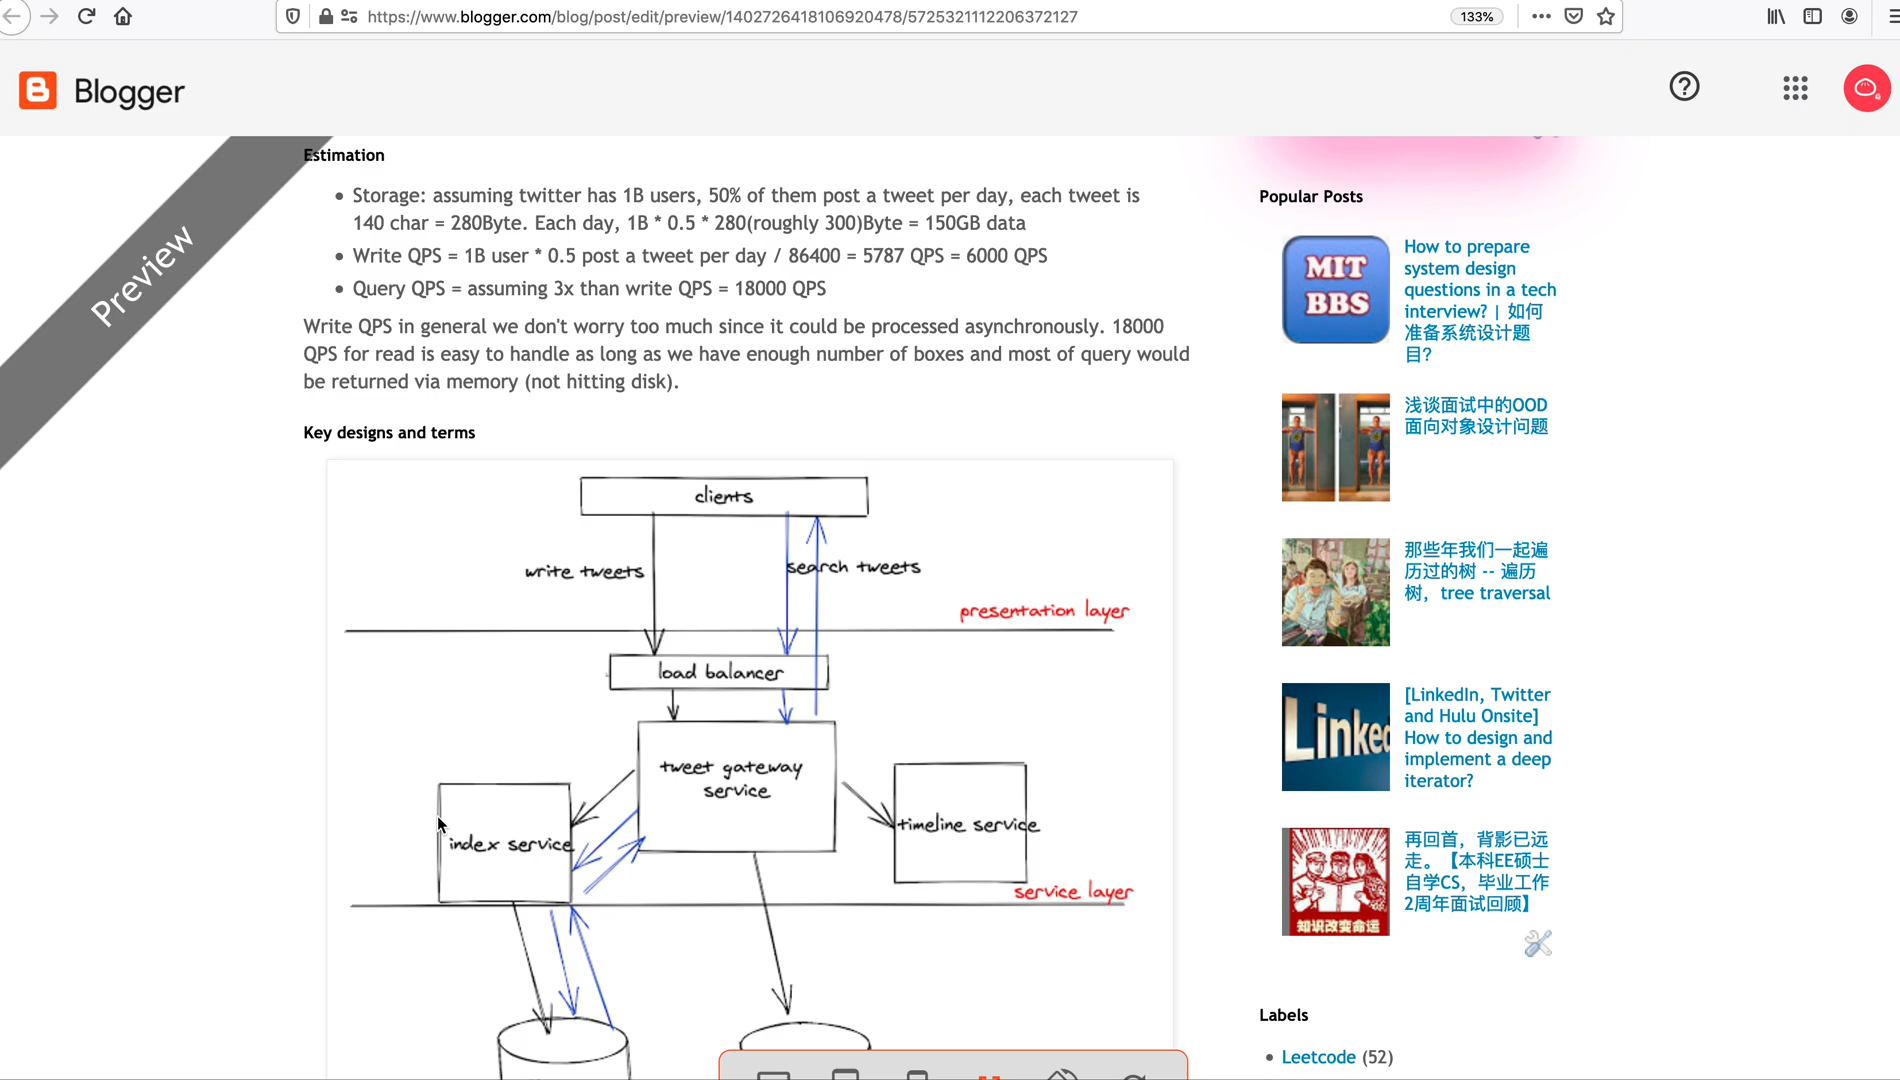 https://www.blogger.com/blog/post/edit/preview/1402726418106920478/5725321112206372127
133%
Blogger
Preview
Estimation
• Storage: assuming twitter has 1B users, 50% of them post a tweet per day, each tweet is
140 char = 280Byte. Each day, 1B * 0.5 * 280(roughly 300)Byte = 150GB data
• Write QPS = 1B user * 0.5 post a tweet per day / 86400 = 5787 QPS = 6000 QPS
• Query QPS = assuming 3x than write QPS = 18000 QPS
Write QPS in general we don't worry too much since it could be processed asynchronously. 18000
QPS for read is easy to handle as long as we have enough number of boxes and most of query would
be returned via memory (not hitting disk).
Key designs and terms
clients
write tweets
search tweets
presentation layer
load balancer
tweet gateway
service
index service
timeline service
service layer
Popular Posts
MIT
BBS
How to prepare
system design
questions in a tech
interview? | 如何
准备系统设计题
目?
浅谈面试中的OOD
面向对象设计问题
那些年我们一起遍
历过的树 -- 遍历
树，tree traversal
Linked
[LinkedIn, Twitter
and Hulu Onsite]
How to design and
implement a deep
iterator?
知识改变命运
再回首，背影已远
走。【本科EE硕士
自学CS，毕业工作
2周年面试回顾】
Labels
• Leetcode (52)